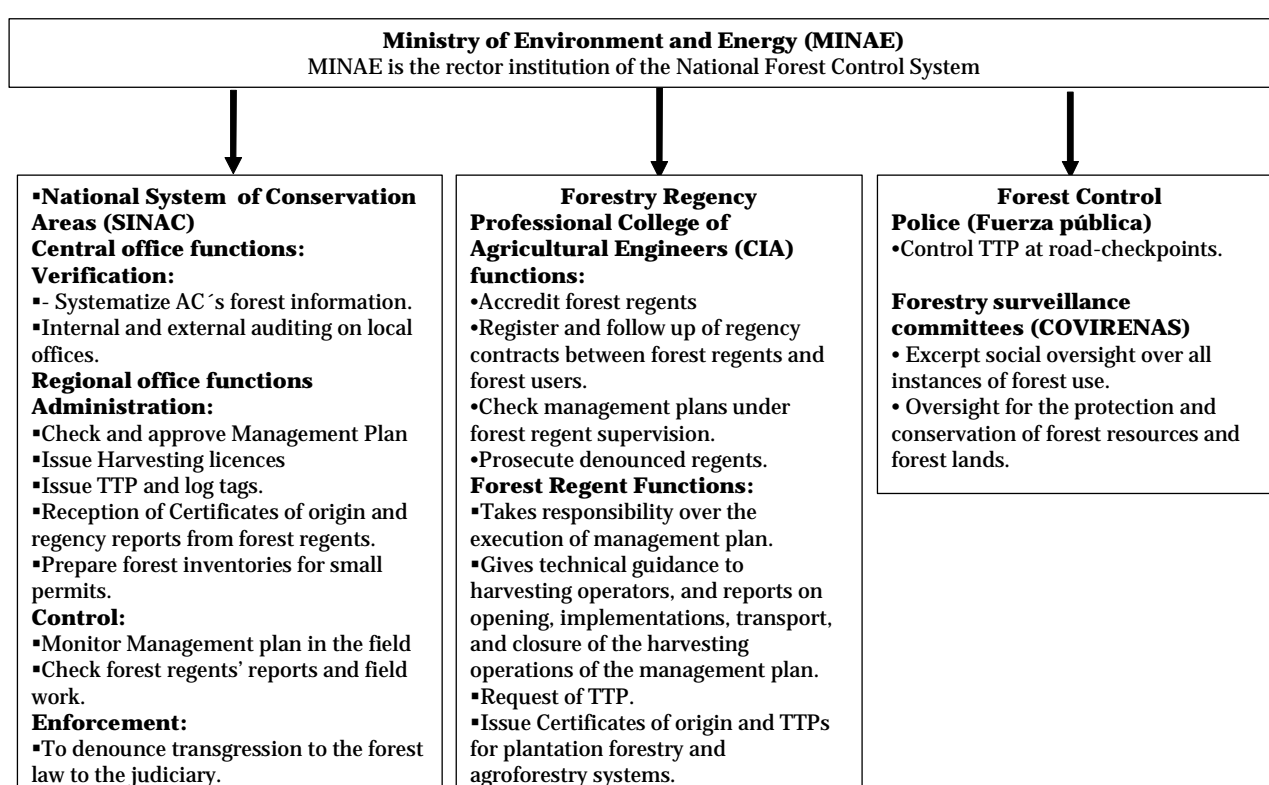 Ministry of Environment and Energy (MINAE)
MINAE is the rector institution of the National Forest Control System
▪National System of Conservation
Areas (SINAC)
Central office functions:
Verification:
▪- Systematize AC´s forest information.
▪Internal and external auditing on local
offices.
Regional office functions
Administration:
▪Check and approve Management Plan
▪Issue Harvesting licences
▪Issue TTP and log tags.
▪Reception of Certificates of origin and
regency reports from forest regents.
▪Prepare forest inventories for small
permits.
Control:
▪Monitor Management plan in the field
▪Check forest regents’ reports and field
work.
Enforcement:
▪To denounce transgression to the forest
law to the judiciary.
Forestry Regency
Professional College of
Agricultural Engineers (CIA)
functions:
•Accredit forest regents
•Register and follow up of regency
contracts between forest regents and
forest users.
•Check management plans under
forest regent supervision.
•Prosecute denounced regents.
Forest Regent Functions:
▪Takes responsibility over the
execution of management plan.
▪Gives technical guidance to
harvesting operators, and reports on
opening, implementations, transport,
and closure of the harvesting
operations of the management plan.
▪Request of TTP.
▪Issue Certificates of origin and TTPs
for plantation forestry and
agroforestry systems.
Forest Control
Police (Fuerza pública)
•Control TTP at road-checkpoints.
Forestry surveillance
committees (COVIRENAS)
• Excerpt social oversight over all
instances of forest use.
• Oversight for the protection and
conservation of forest resources and
forest lands.